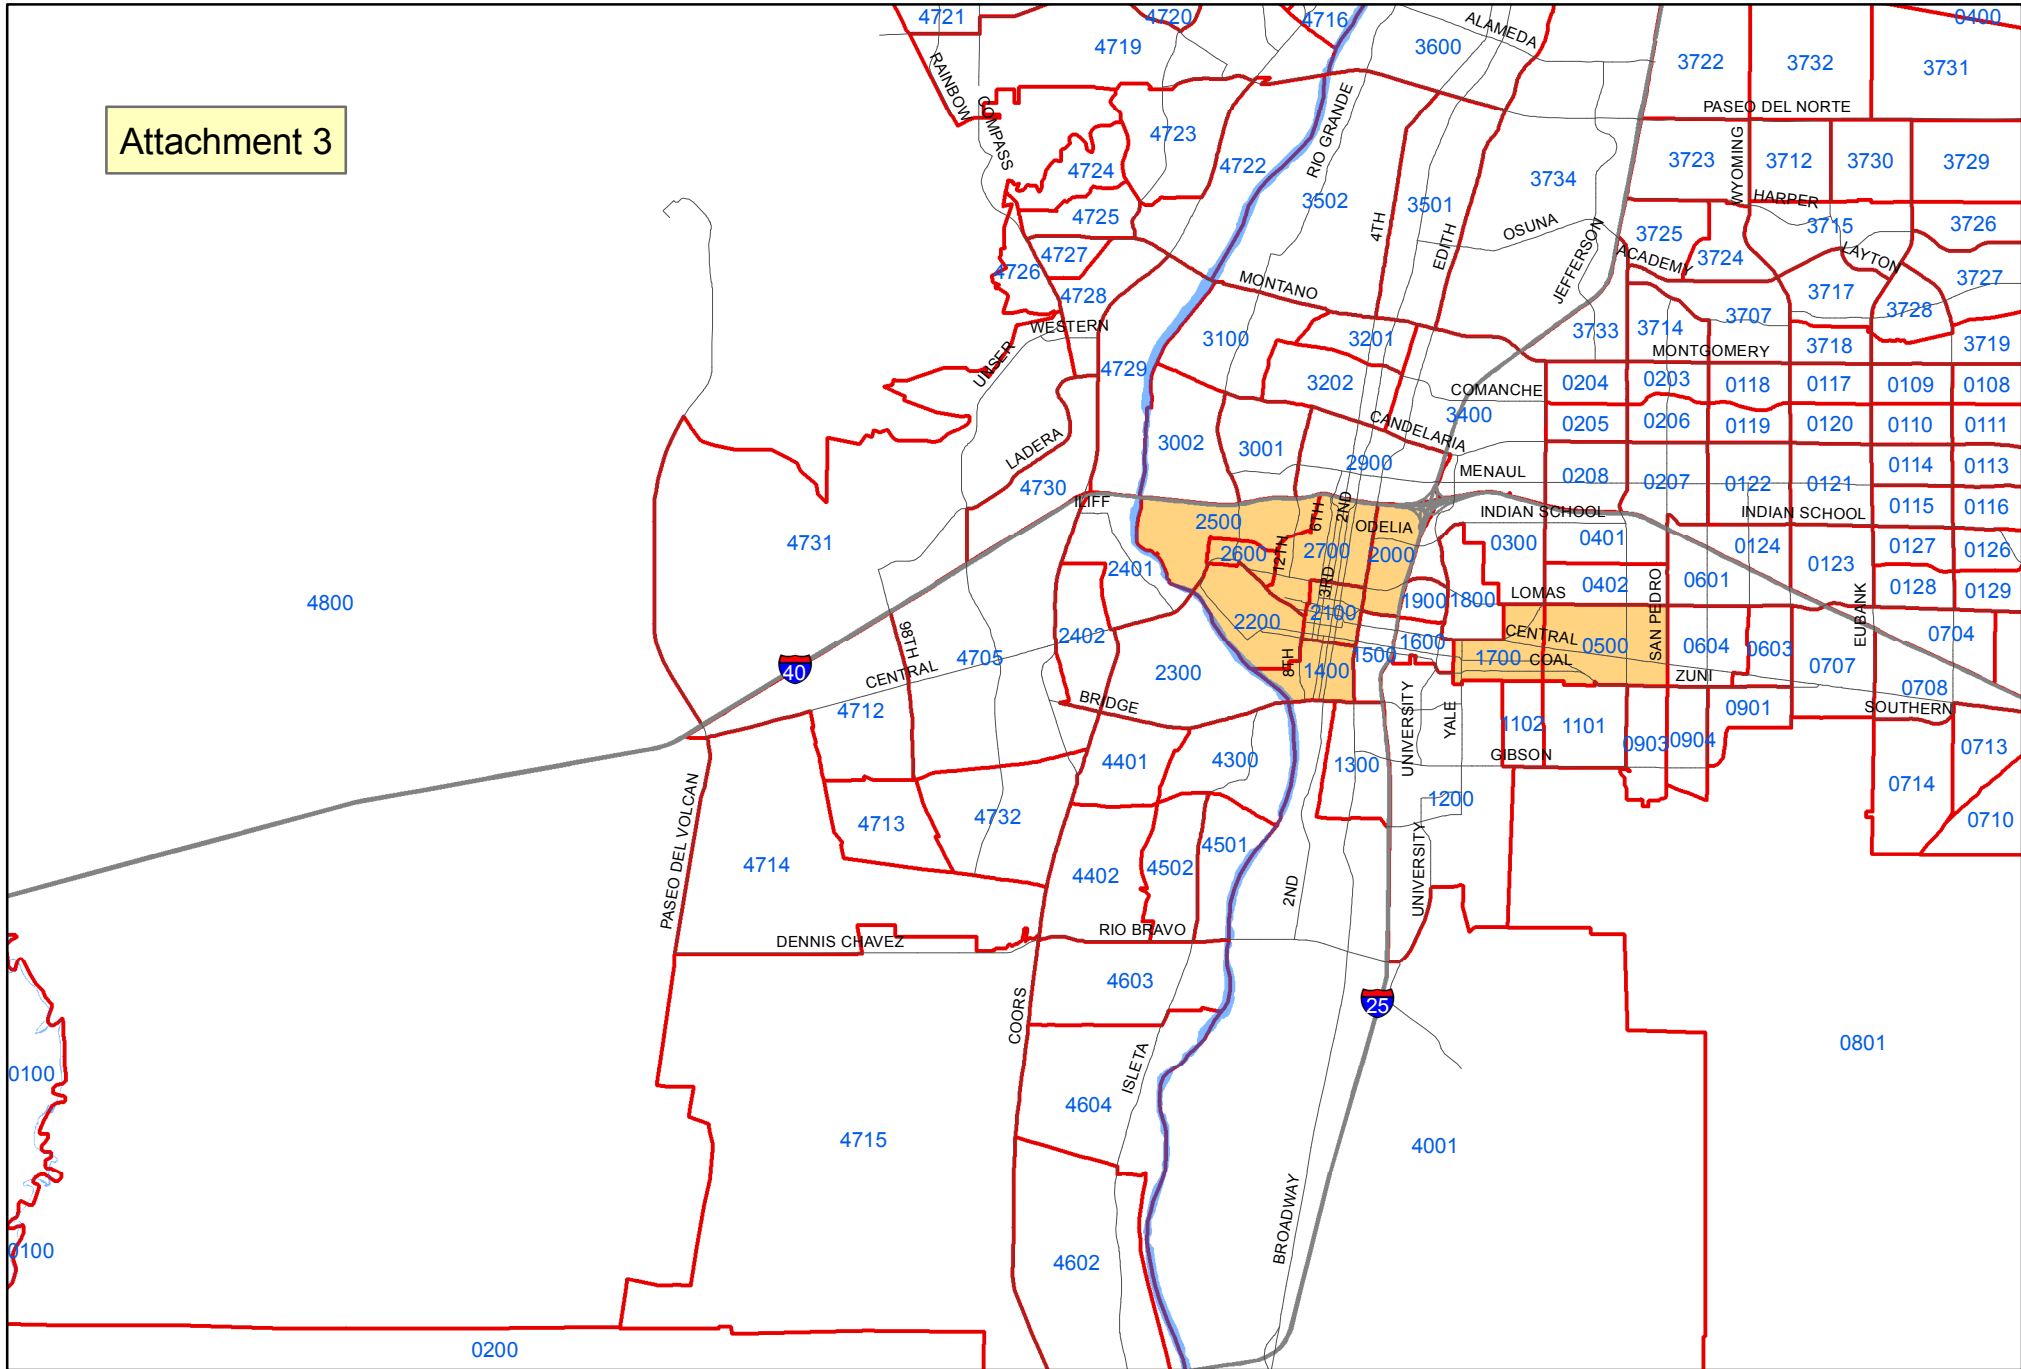 4721
4720
4716
0400
4719
3600
ALAMEDA
3722
3732
3731
RAINBOW
COMPASS
RIO GRANDE
PASEO DEL NORTE
Attachment 3
4723
4722
4724
3502
3501
3734
3723
WYOMING
3712
3730
3729
HARPER
4725
4TH
EDITH
OSUNA
JEFFERSON
3725
3715
3726
4727
4726
ACADEMY
3724
LAYTON
3727
4728
MONTANO
3717
3728
3707
WESTERN
3100
3201
3733
3714
MONTGOMERY
3718
3719
UNSER
4729
3202
COMANCHE
0204
0203
0118
0117
0109
0108
3400
CANDELARIA
0205
0206
0119
0120
0110
0111
LADERA
3002
3001
2900
MENAUL
0208
0207
0122
0121
0114
0113
4730
ILIFF
2500
6TH
2ND
ODELIA
INDIAN SCHOOL
INDIAN SCHOOL
0115
0116
4731
2600
12TH
2700
2000
0300
0401
0124
0123
0127
0126
2401
3RD
0402
0601
0128
0129
4800
1900
1800
LOMAS
SAN PEDRO
EUBANK
2402
2200
2100
98TH
4705
1600
CENTRAL
0500
0604
0603
0704
40
CENTRAL
2300
8TH
1400
1500
1700
COAL
ZUNI
0707
0708
4712
BRIDGE
UNIVERSITY
YALE
1102
1101
0901
SOUTHERN
0903
0904
4401
4300
1300
GIBSON
0713
PASEO DEL VOLCAN
0714
1200
4713
4732
0710
4714
4402
4502
4501
UNIVERSITY
2ND
DENNIS CHAVEZ
RIO BRAVO
4603
COORS
25
0801
0100
ISLETA
4604
4715
4001
BROADWAY
0100
4602
0200